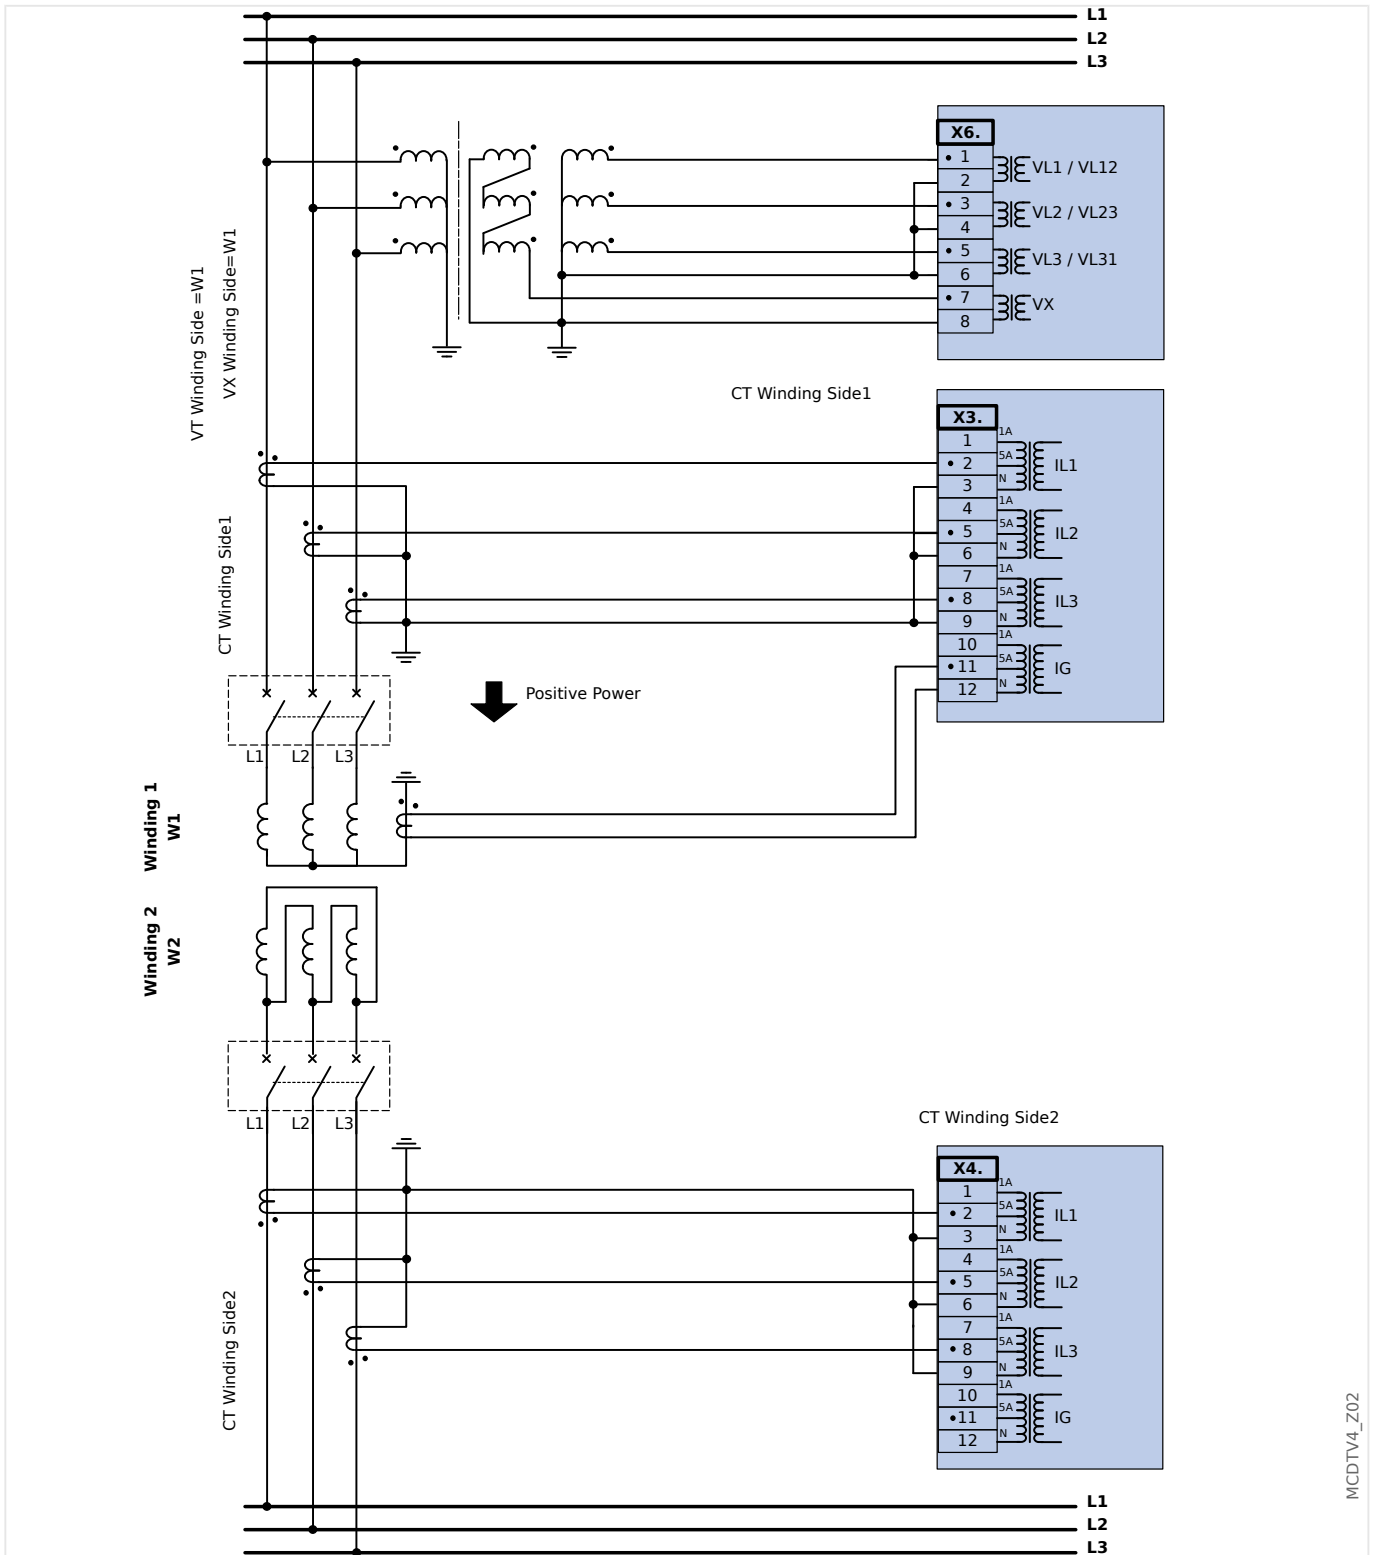 L1
L2
L3
X6.
1
2
3
4
5
6
7
8
VL1 / VL12
VL2 / VL23
VL3 / VL31
VX
VT Winding Side =W1
VX Winding Side=W1
CT Winding Side1
X3.
1
2
3
4
5
6
7
8
9
10
11
12
1A
5A
N
IL1
1A
5A
N
IL2
1A
5A
N
IL3
1A
5A
N
IG
CT Winding Side1
Positive Power
L1
L2
L3
Winding 1
W1
Winding 2
W2
L1
L2
L3
CT Winding Side2
X4.
1
2
3
4
5
6
7
8
9
10
11
12
1A
5A
N
IL1
1A
5A
N
IL2
1A
5A
N
IL3
1A
5A
N
IG
CT Winding Side2
MCDTV4_Z02
L1
L2
L3